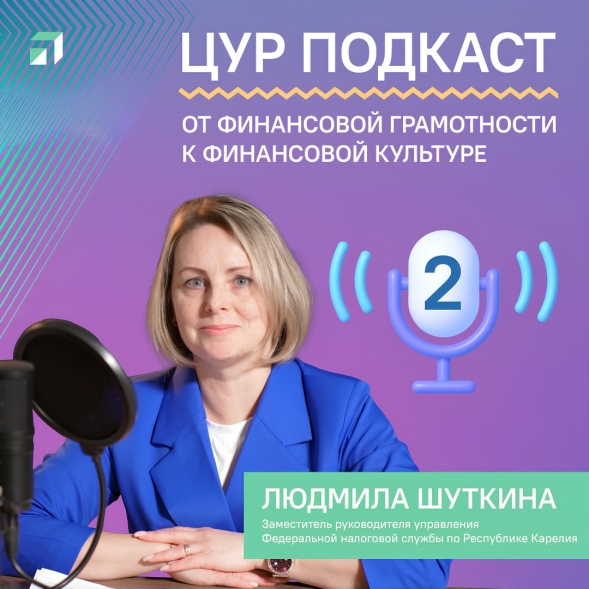 ЦУР ПОДКАСТ
ОТ ФИНАНСОВОЙ ГРАМОТНОСТИ
К ФИНАНСОВОЙ КУЛЬТУРЕ
2
ЛЮДМИЛА ШУТКИНА
Заместитель руководителя управления
Федеральной налоговой службы по Республике Карелия